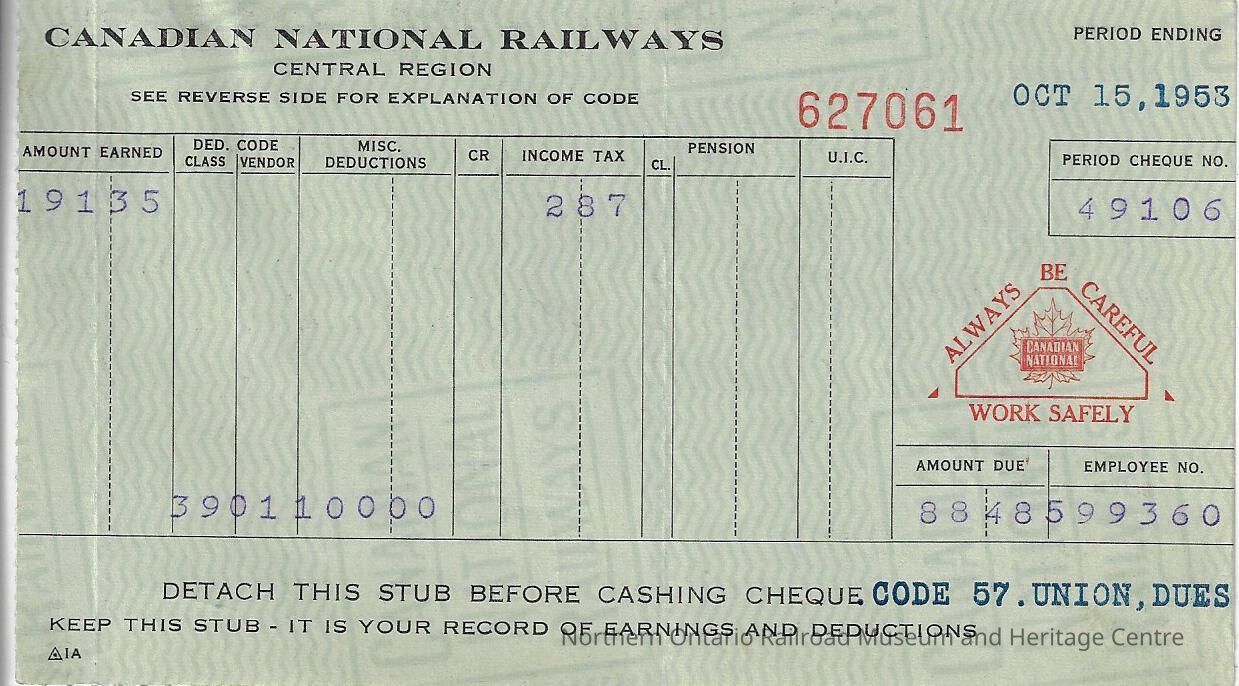 CANADIAN NATIONAL RAILWAYS
PERIOD ENDING
CENTRAL REGION
SEE REVERSE SIDE FOR EXPLANATION OF CODE
627061
OCT 15,1953
AMOUNT EARNED
DED. CODE
CLASS VENDOR
MISC.
DEDUCTIONS
CR
INCOME TAX
CL.
PENSION
U.I.C.
PERIOD CHEQUE NO.
19135
287
49106
ALWAYS BE CAREFUL
CANADIAN
NATIONAL
WORK SAFELY
AMOUNT DUE
EMPLOYEE NO.
390110000
8848599360
DETACH THIS STUB BEFORE CASHING CHEQUE. CODE 57.UNION,DUES
KEEP THIS STUB - IT IS YOUR RECORD OF EARNINGS AND DEDUCTIONS
Northern Ontario Railroad Museum and Heritage Centre
1A